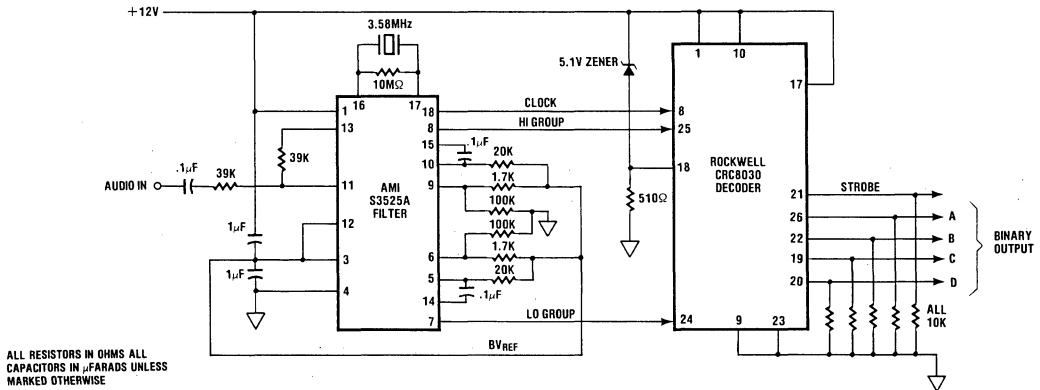 +12V
3.58MHz
10MΩ
16
17
1
13
11
12
3
4
18
8
15
10
9
6
5
14
7
AMI
S3525A
FILTER
39K
.1μF
39K
AUDIO IN
1μF
1μF
CLOCK
HI GROUP
.1μF
20K
1.7K
100K
100K
1.7K
20K
.1μF
LO GROUP
BVREF
5.1V ZENER
510Ω
1
10
17
8
25
18
24
9
23
21
26
22
19
20
ROCKWELL
CRC8030
DECODER
STROBE
A
B
C
D
BINARY
OUTPUT
ALL
10K
ALL RESISTORS IN OHMS ALL
CAPACITORS IN μFARADS UNLESS
MARKED OTHERWISE